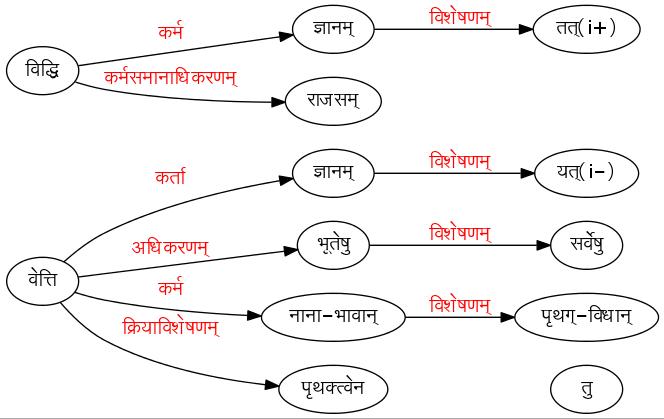 कर्म
ज्ञानम्
विशेषणम्
तत्(i+)
विद्धि
कर्मसमानाधिकरणम्
राजसम्
कर्ता
ज्ञानम्
विशेषणम्
यत्(i-)
अधिकरणम्
भूतेषु
विशेषणम्
सर्वेषु
वेत्ति
कर्म
नाना-भावान्
विशेषणम्
पृथग्-विधान्
क्रियाविशेषणम्
पृथक्त्वेन
तु